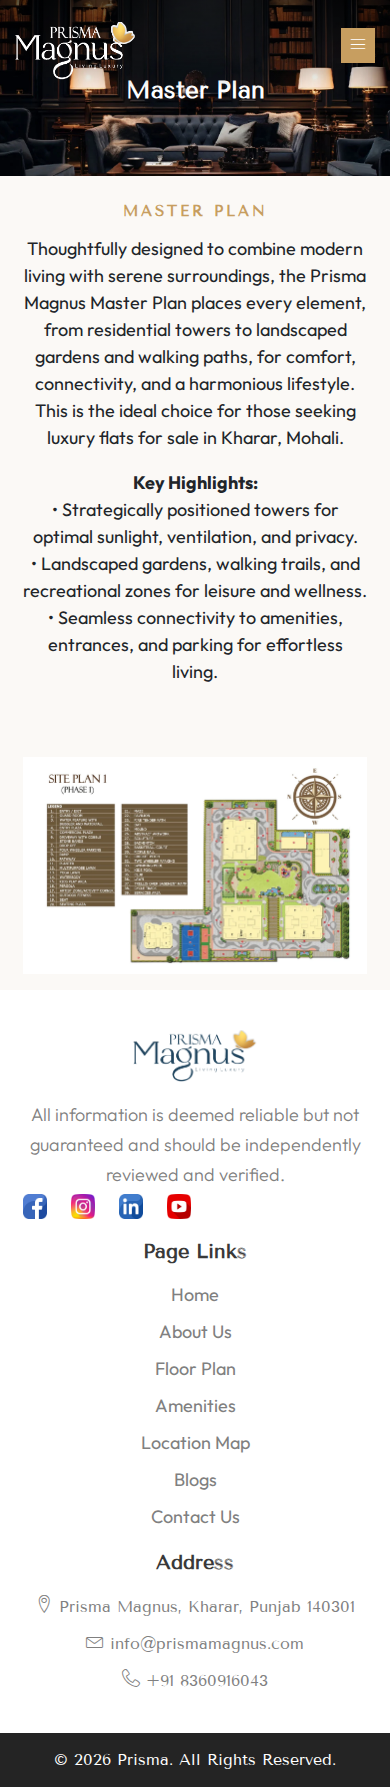 PRISMA
Magnus
Living Luxury
Master Plan
MASTER PLAN
Thoughtfully designed to combine modern
living with serene surroundings, the Prisma
Magnus Master Plan places every element,
from residential towers to landscaped
gardens and walking paths, for comfort,
connectivity, and a harmonious lifestyle.
This is the ideal choice for those seeking
luxury flats for sale in Kharar, Mohali.
Key Highlights:
• Strategically positioned towers for
optimal sunlight, ventilation, and privacy.
• Landscaped gardens, walking trails, and
recreational zones for leisure and wellness.
• Seamless connectivity to amenities,
entrances, and parking for effortless
living.
SITE PLAN 1
(PHASE 1)
LEGEND
N
E
S
W
PRISMA
Magnus
Living Luxury
All information is deemed reliable but not
guaranteed and should be independently
reviewed and verified.
Page Links
Home
About Us
Floor Plan
Amenities
Location Map
Blogs
Contact Us
Address
Prisma Magnus, Kharar, Punjab 140301
info@prismamagnus.com
+91 8360916043
© 2026 Prisma. All Rights Reserved.